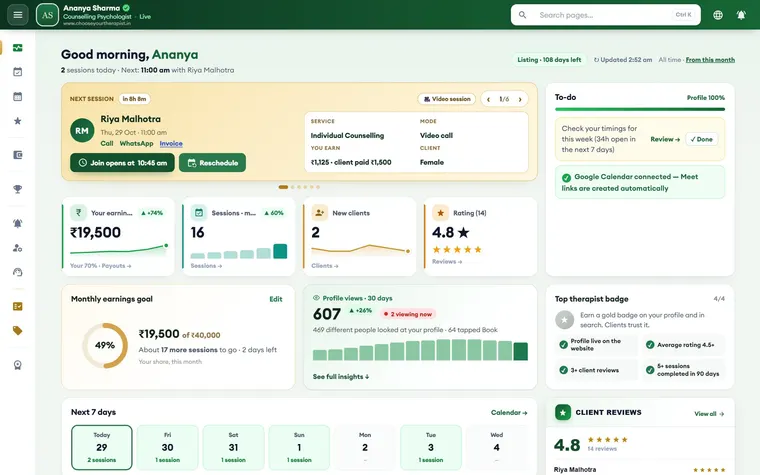 AS
Ananya Sharma
Counselling Psychologist · Live
www.chooseyourtherapist.in
Search pages...
Ctrl K
Good morning, Ananya
2 sessions today · Next: 11:00 am with Riya Malhotra
Listing · 108 days left
Updated 2:52 am
All time · From this month
NEXT SESSION
in 8h 8m
Video session
1/6
RM
Riya Malhotra
Thu, 29 Oct · 11:00 am
Call WhatsApp Invoice
Join opens at 10:45 am
Reschedule
SERVICE
Individual Counselling
MODE
Video call
YOU EARN
₹1,125 · client paid ₹1,500
CLIENT
Female
To-do
Profile 100%
Check your timings for
this week (34h open in
the next 7 days)
Review →
✓ Done
Google Calendar connected — Meet
links are created automatically
Your earnin...
▲ +74%
₹19,500
Your 70% · Payouts →
Sessions · m...
▲ 60%
16
Sessions →
New clients
2
Clients →
Rating (14)
4.8 ★
★★★★★
Reviews →
Monthly earnings goal
Edit
49%
₹19,500 of ₹40,000
About 17 more sessions to go · 2 days left
Your share, this month
Profile views · 30 days
607
▲ +26%
2 viewing now
469 different people looked at your profile · 64 tapped Book
See full insights ↓
Top therapist badge
4/4
Earn a gold badge on your profile and in
search. Clients trust it.
Profile live on the
website
Average rating 4.5+
3+ client reviews
5+ sessions
completed in 90 days
Next 7 days
Calendar →
Today
29
2 sessions
Fri
30
1 session
Sat
31
1 session
Sun
1
1 session
Mon
2
—
Tue
3
1 session
Wed
4
—
CLIENT REVIEWS
View all →
4.8
★★★★★
14 reviews
Riya Malhotra
★★★★★